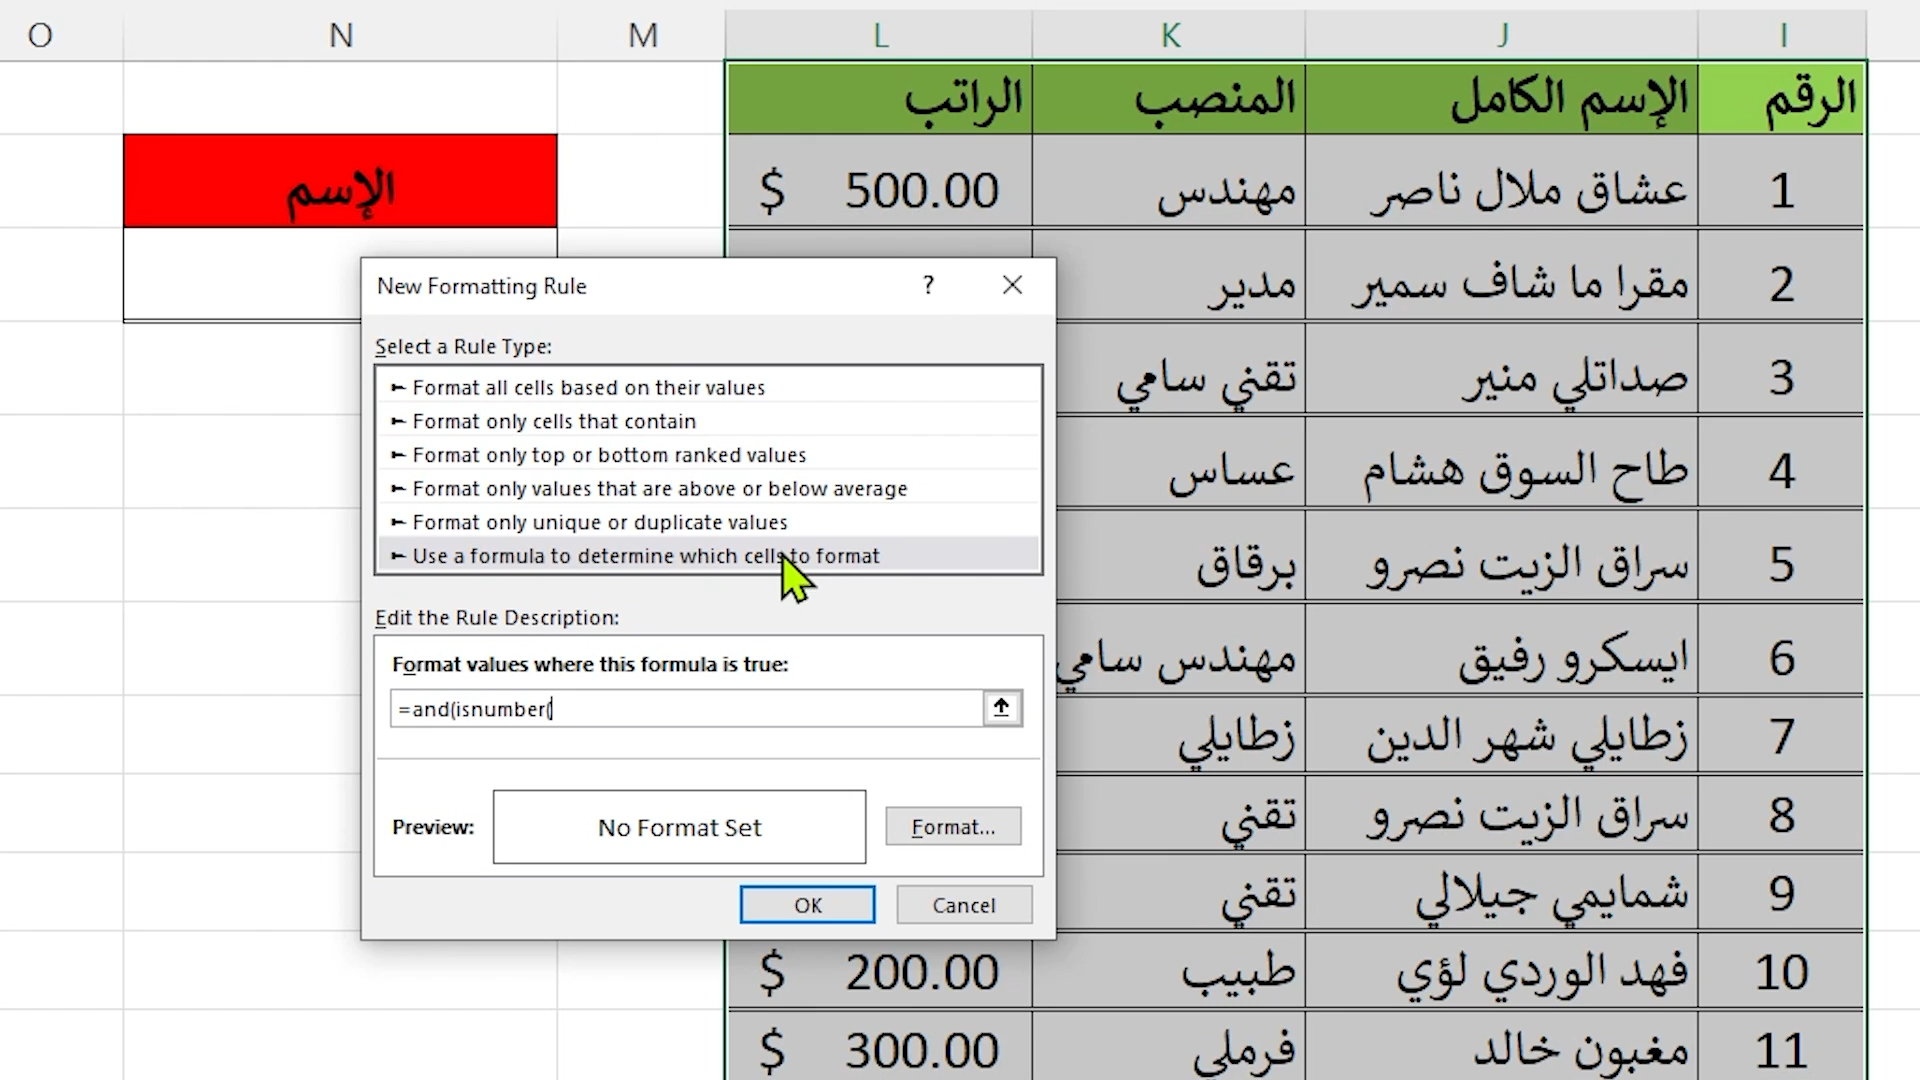 O N M L K J I
الرقم الإسم الكامل المنصب الراتب
الإسم
1 عشاق ملال ناصر مهندس $ 500.00
2 مقرا ما شاف سمير مدير
3 صداتلي منير تقني سامي
4 طاح السوق هشام عساس
5 سراق الزيت نصرو برقاق
6 ايسكرو رفيق مهندس سامي
7 زطايلي شهر الدين زطايلي
8 سراق الزيت نصرو تقني
9 شمايمي جيلالي تقني
10 فهد الوردي لؤي طبيب $ 200.00
11 مغبون خالد فرملي $ 300.00
New Formatting Rule ?
Select a Rule Type:
Format all cells based on their values
Format only cells that contain
Format only top or bottom ranked values
Format only values that are above or below average
Format only unique or duplicate values
Use a formula to determine which cells to format
Edit the Rule Description:
Format values where this formula is true:
=and(isnumber(
Preview: No Format Set Format...
OK Cancel